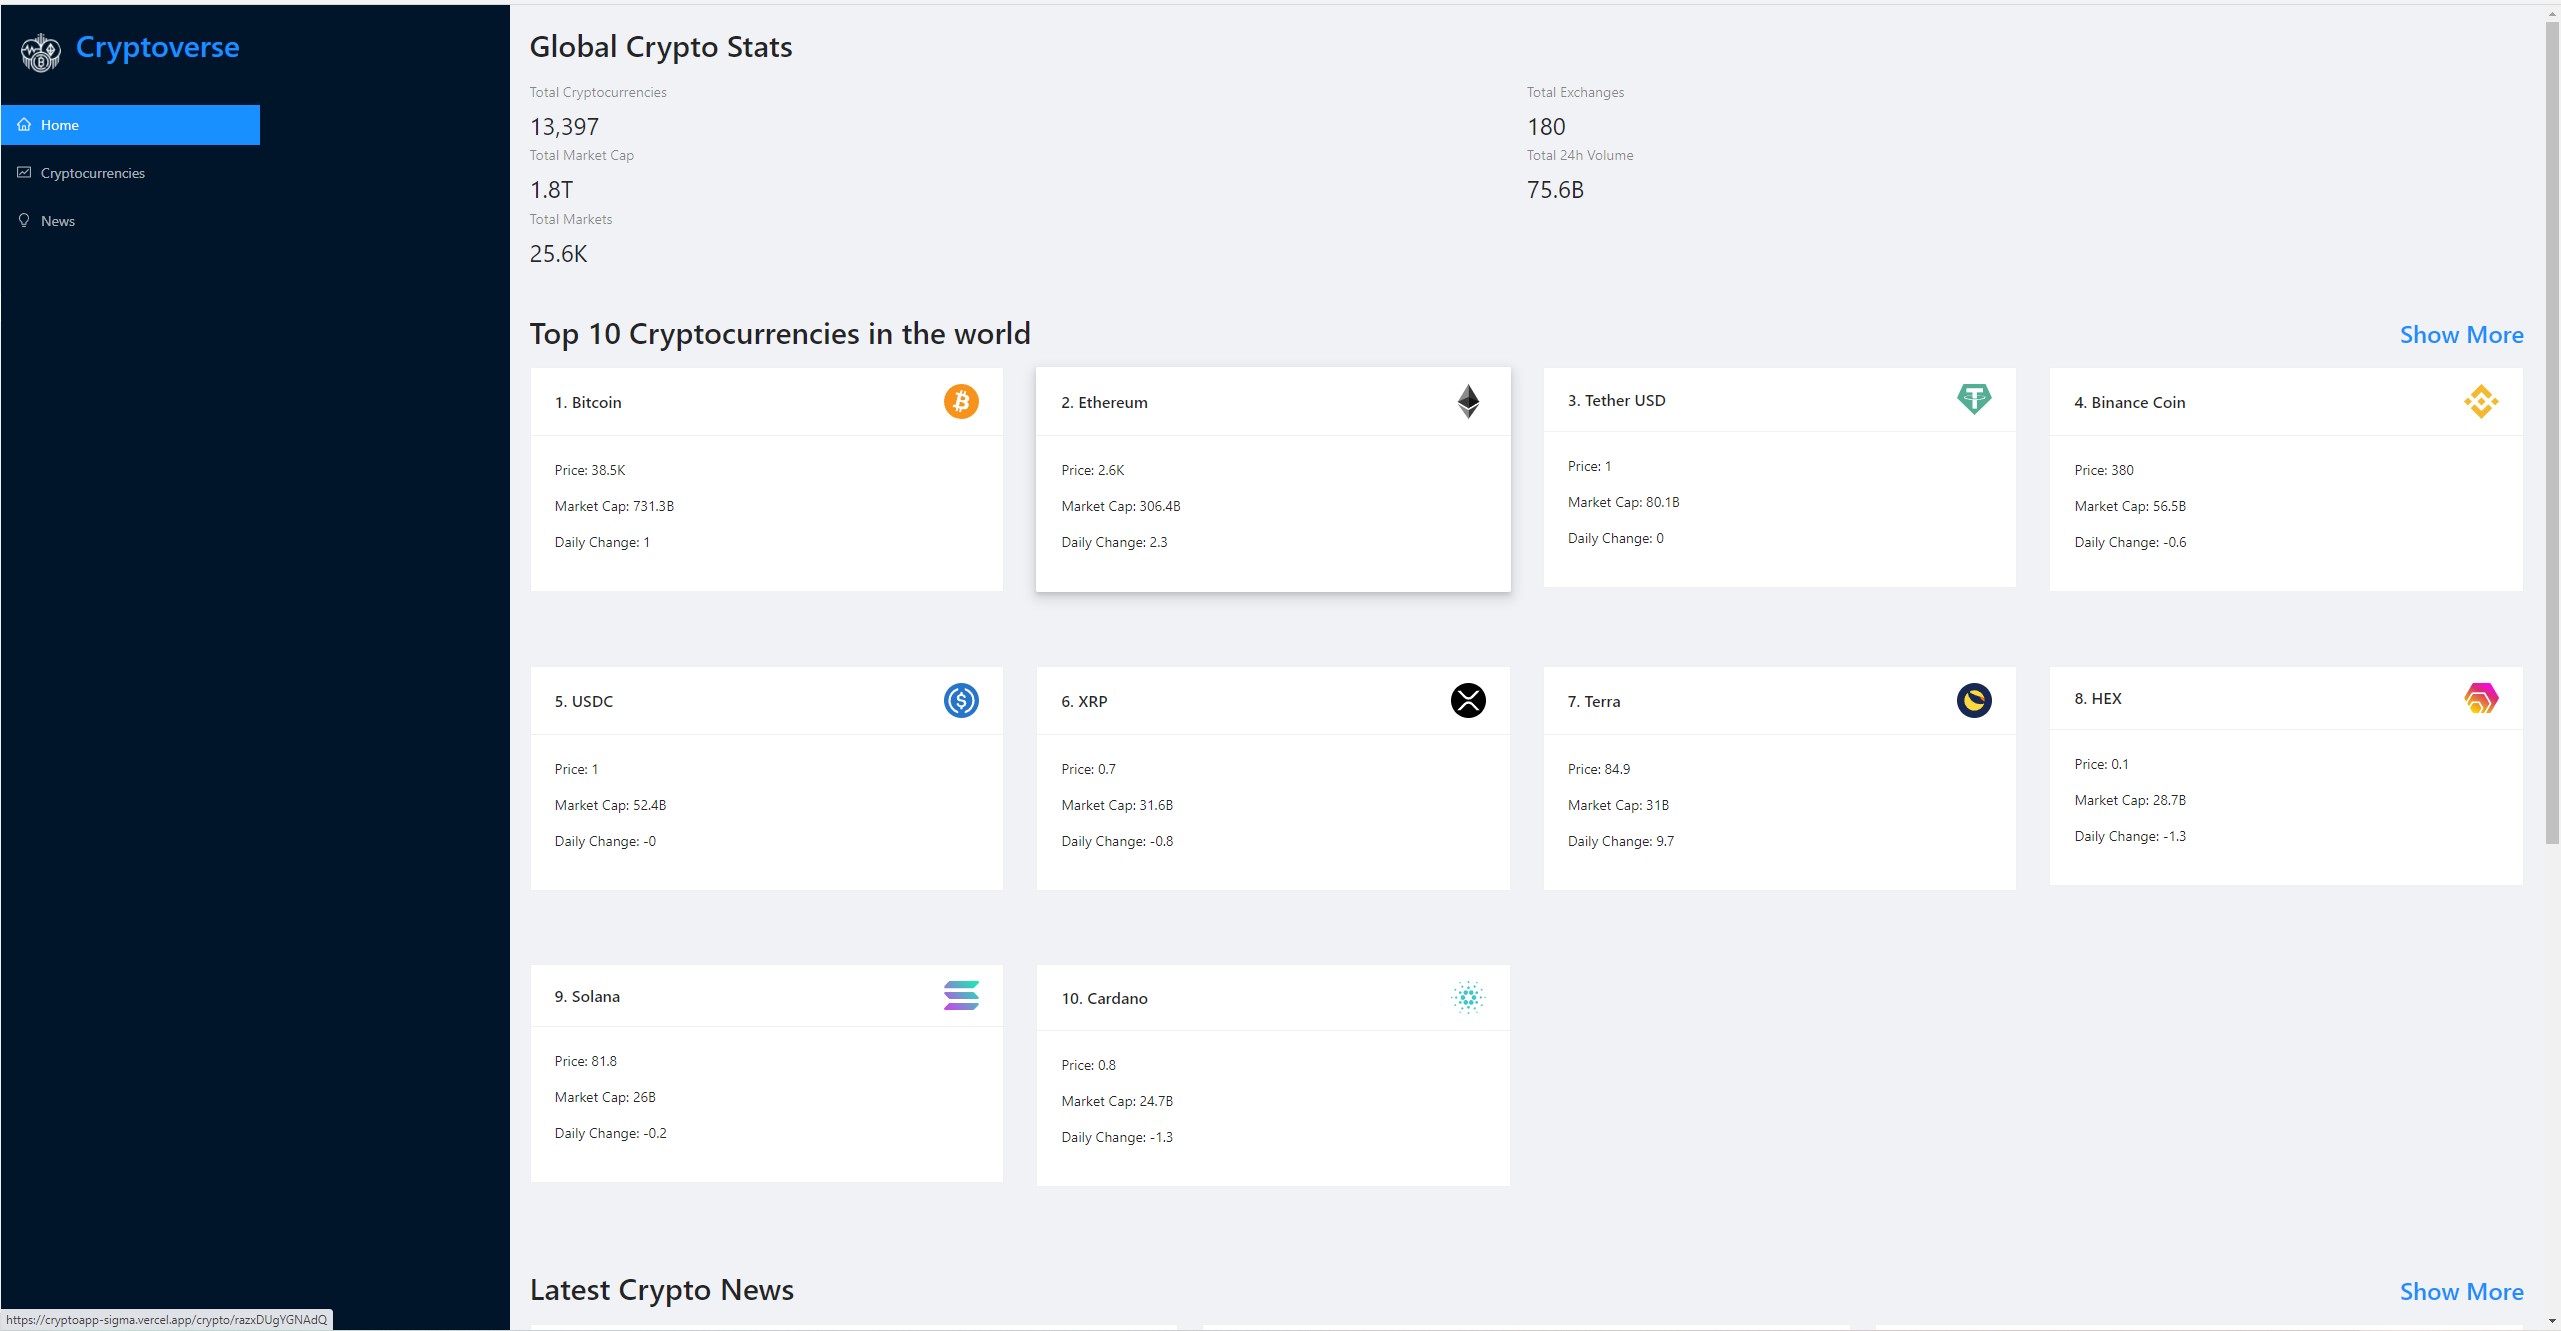 Cryptoverse
Home
Cryptocurrencies
News
Global Crypto Stats
Total Cryptocurrencies
13,397
Total Exchanges
180
Total Market Cap
1.8T
Total 24h Volume
75.6B
Total Markets
25.6K
Top 10 Cryptocurrencies in the world
Show More
1. Bitcoin
Price: 38.5K
Market Cap: 731.3B
Daily Change: 1
2. Ethereum
Price: 2.6K
Market Cap: 306.4B
Daily Change: 2.3
3. Tether USD
Price: 1
Market Cap: 80.1B
Daily Change: 0
4. Binance Coin
Price: 380
Market Cap: 56.5B
Daily Change: -0.6
5. USDC
Price: 1
Market Cap: 52.4B
Daily Change: -0
6. XRP
Price: 0.7
Market Cap: 31.6B
Daily Change: -0.8
7. Terra
Price: 84.9
Market Cap: 31B
Daily Change: 9.7
8. HEX
Price: 0.1
Market Cap: 28.7B
Daily Change: -1.3
9. Solana
Price: 81.8
Market Cap: 26B
Daily Change: -0.2
10. Cardano
Price: 0.8
Market Cap: 24.7B
Daily Change: -1.3
Latest Crypto News
Show More
https://cryptoapp-sigma.vercel.app/crypto/razxDUgYGNAdQ